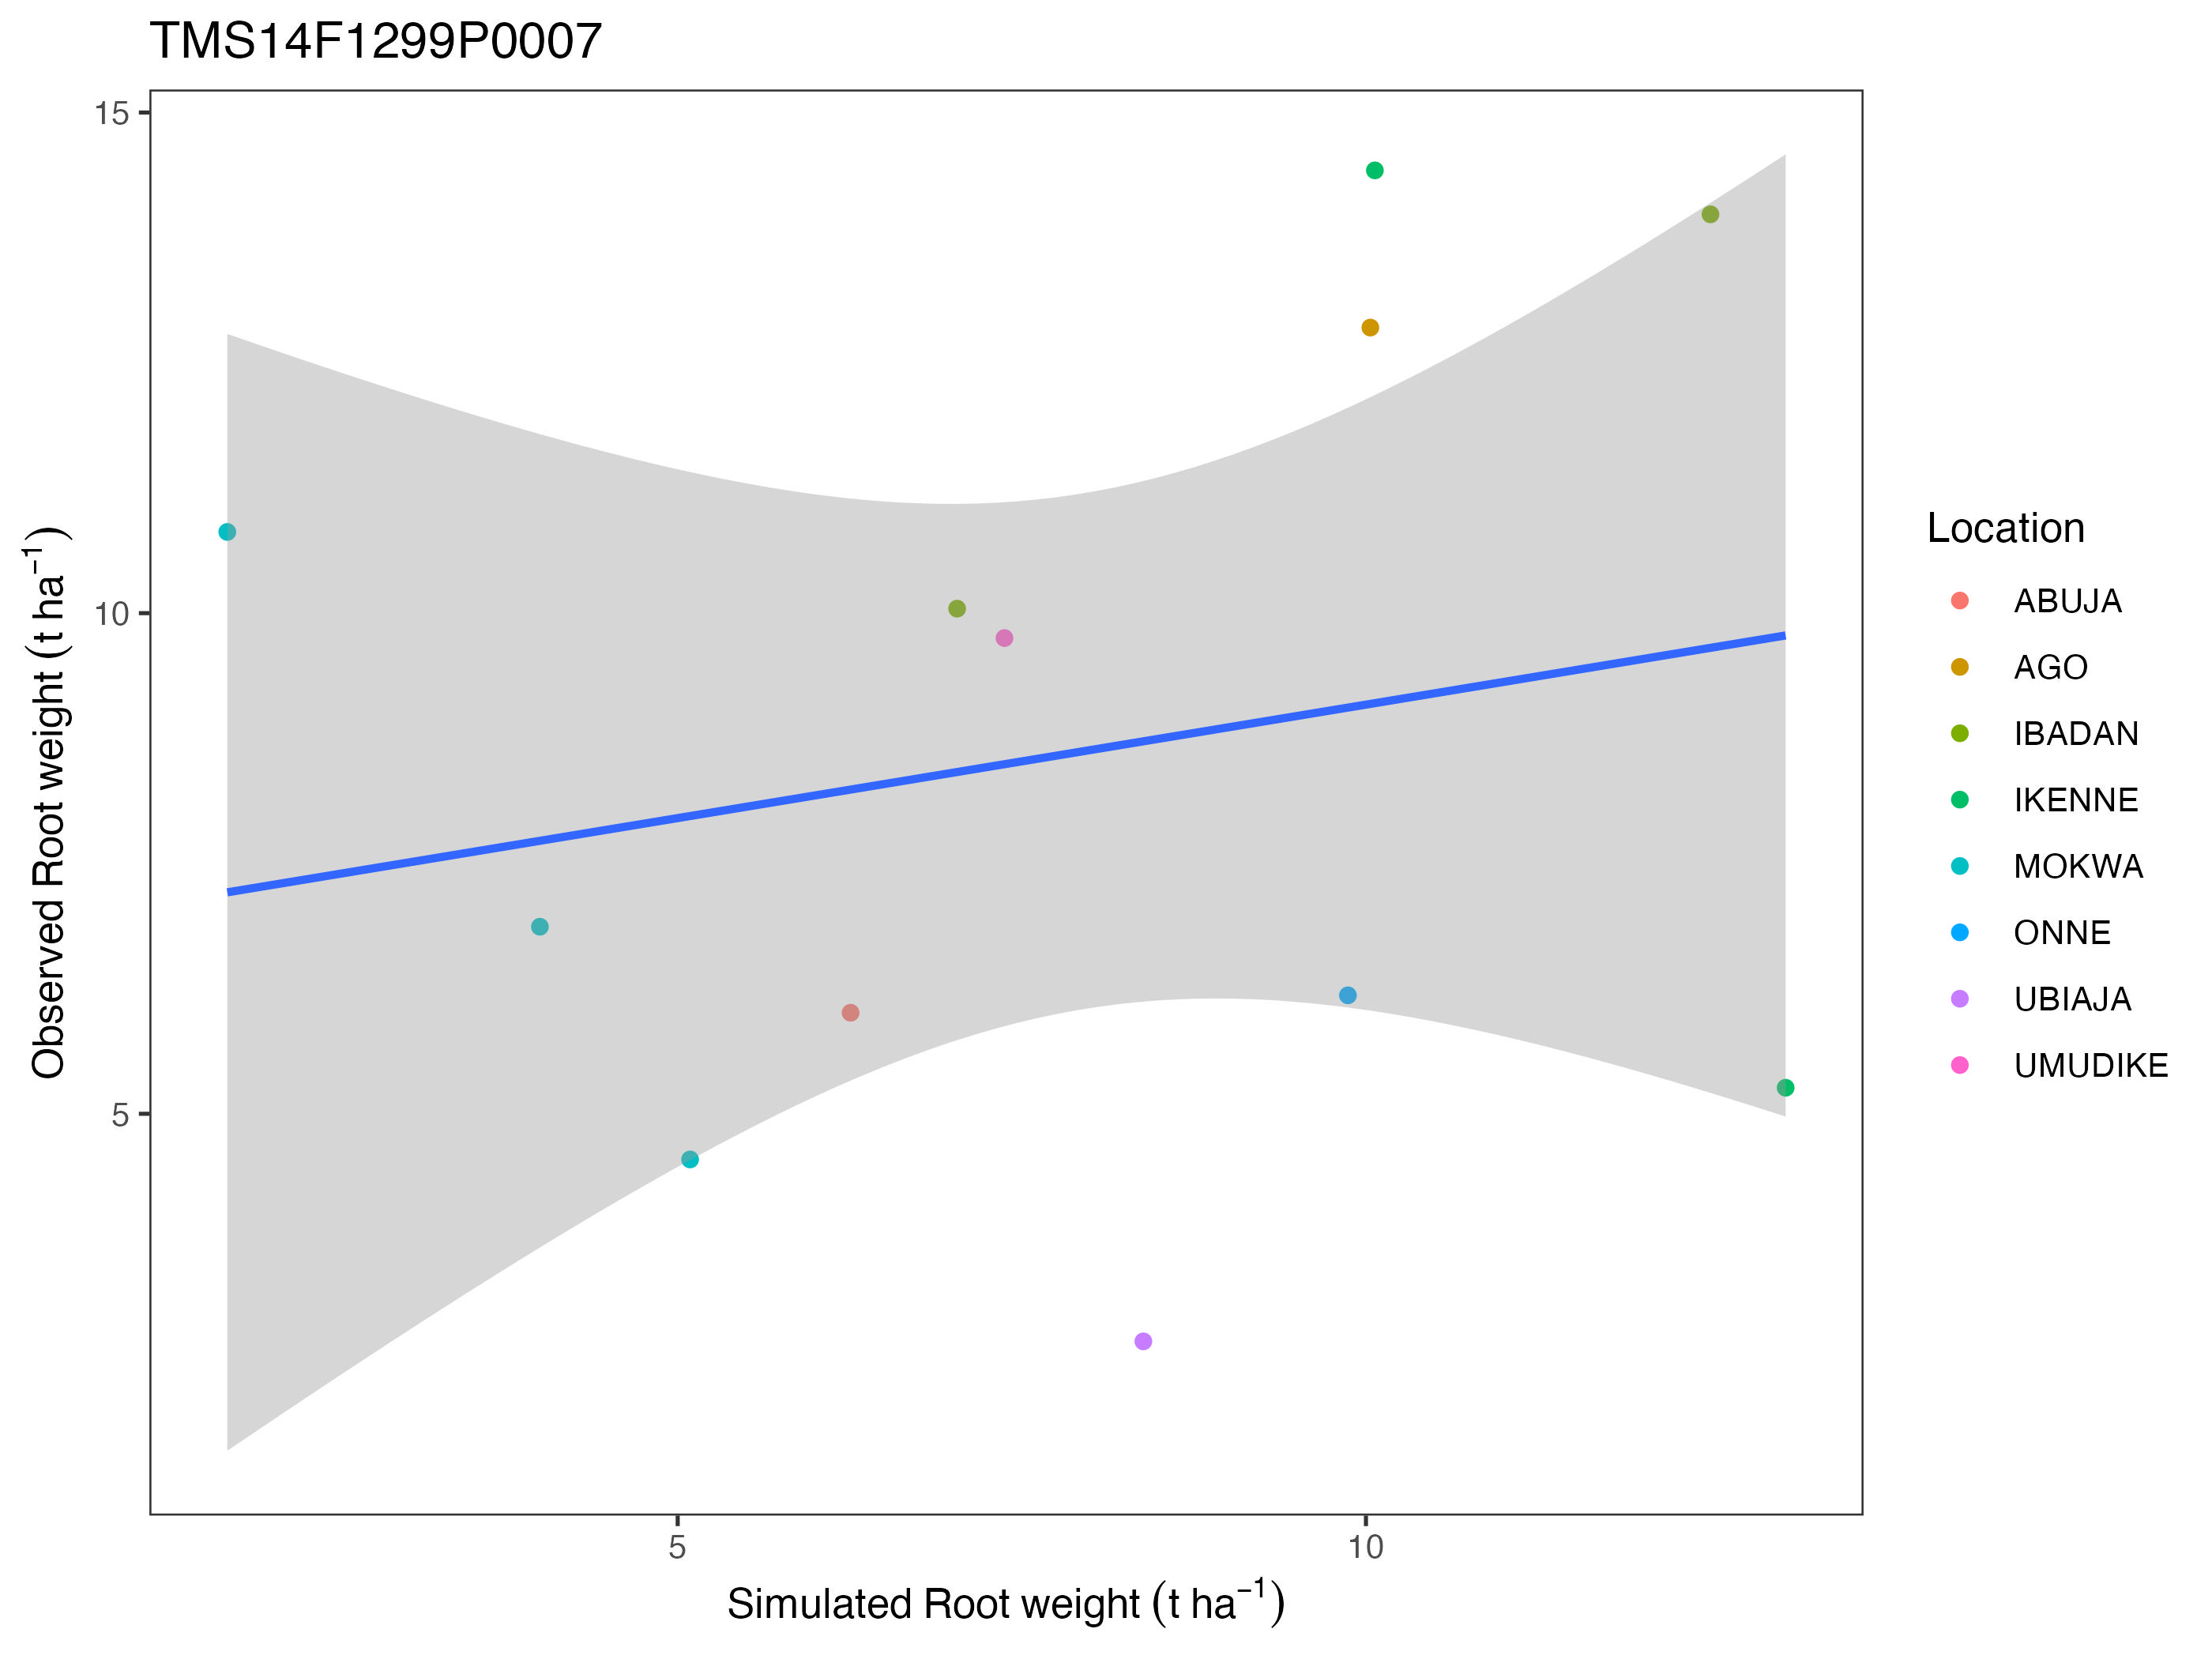 TMS14F1299P0007
15
10
5
Observed Root weight (t ha⁻¹)
5
10
Simulated Root weight (t ha⁻¹)
Location
ABUJA
AGO
IBADAN
IKENNE
MOKWA
ONNE
UBIAJA
UMUDIKE